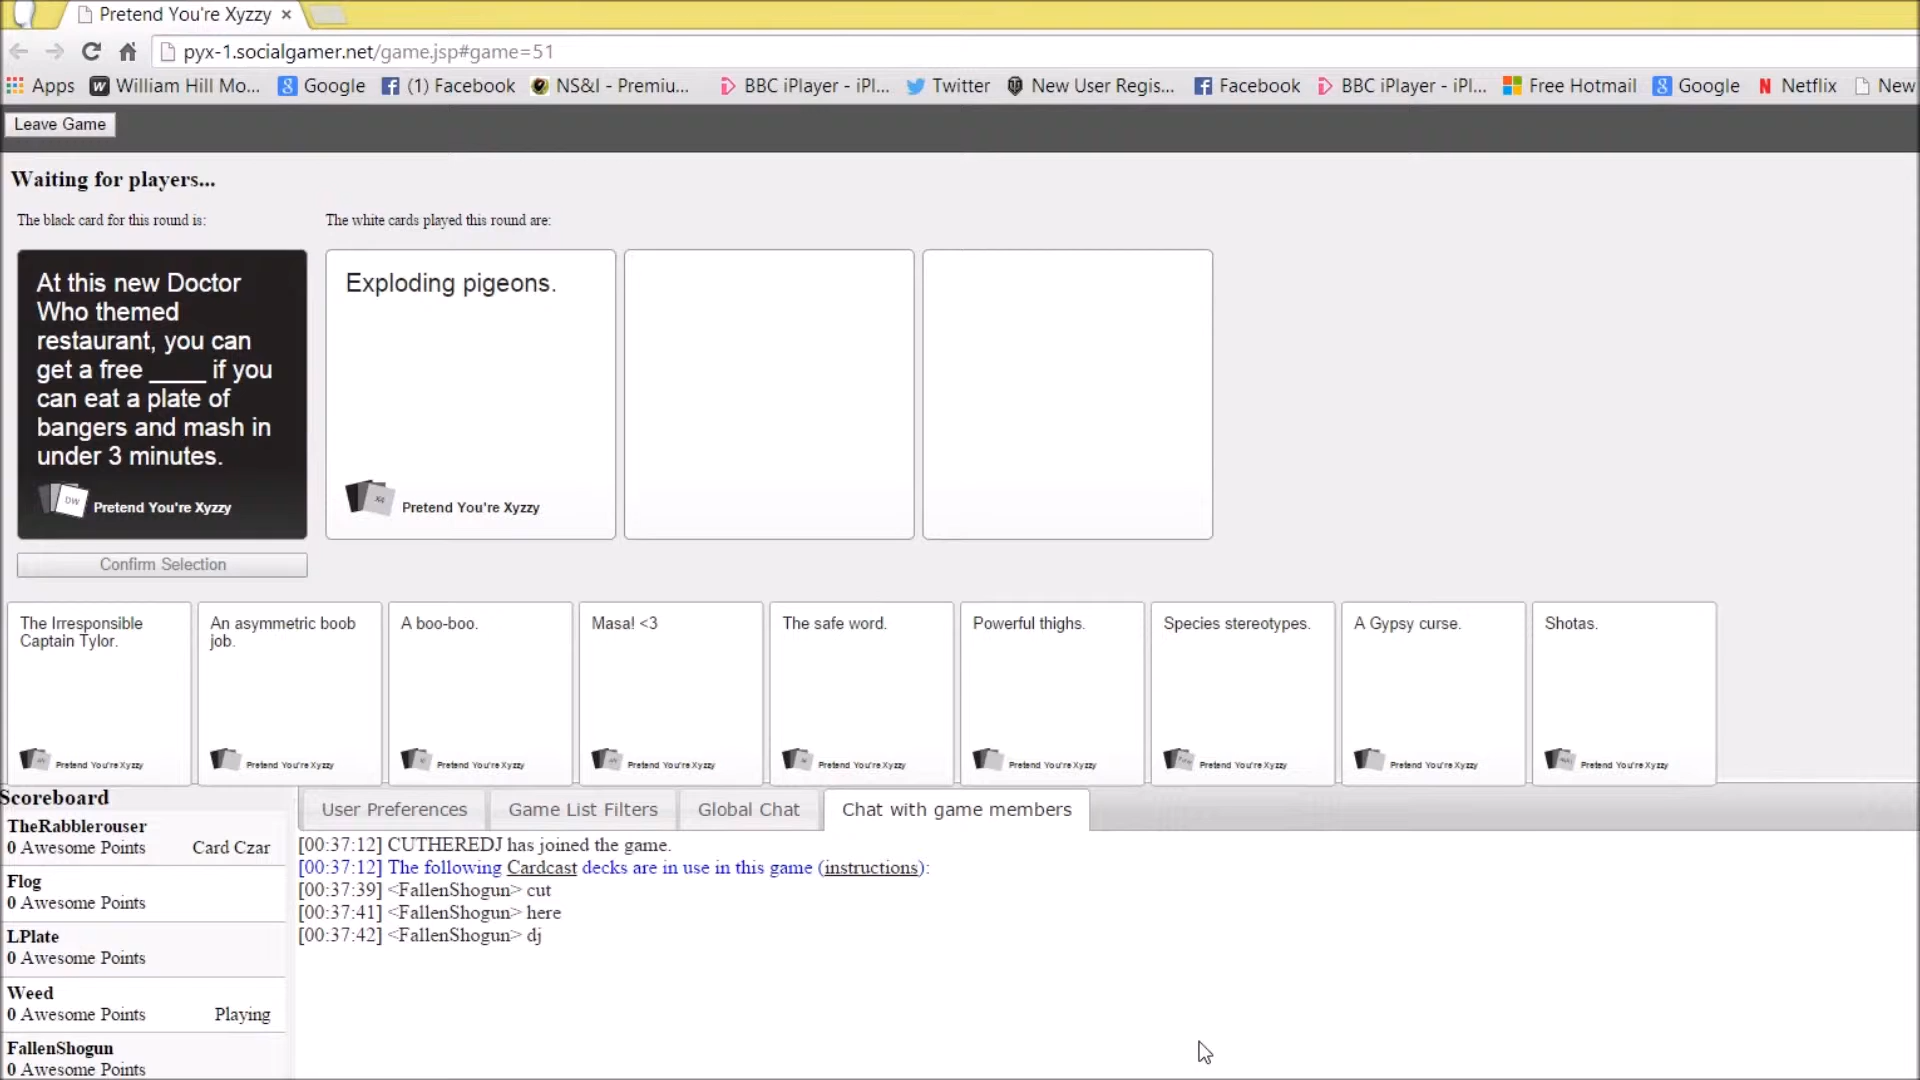 Pretend You're Xyzzy ×
pyx-1.socialgamer.net/game.jsp#game=51
Apps William Hill Mo... Google (1) Facebook NS&I - Premiu... BBC iPlayer - iPl... Twitter New User Regis... Facebook BBC iPlayer - iPl... Free Hotmail Google Netflix New
Leave Game
Waiting for players...
The black card for this round is:
The white cards played this round are:
At this new Doctor
Who themed
restaurant, you can
get a free ____ if you
can eat a plate of
bangers and mash in
under 3 minutes.
DW Pretend You're Xyzzy
Exploding pigeons.
X4 Pretend You're Xyzzy
Confirm Selection
The Irresponsible
Captain Tylor.
Pretend You're Xyzzy
An asymmetric boob
job.
Pretend You're Xyzzy
A boo-boo.
Pretend You're Xyzzy
Masa! <3
Pretend You're Xyzzy
The safe word.
Pretend You're Xyzzy
Powerful thighs.
Pretend You're Xyzzy
Species stereotypes.
Pretend You're Xyzzy
A Gypsy curse.
Pretend You're Xyzzy
Shotas.
Pretend You're Xyzzy
Scoreboard
TheRabblerouser
0 Awesome Points Card Czar
Flog
0 Awesome Points
LPlate
0 Awesome Points
Weed
0 Awesome Points Playing
FallenShogun
0 Awesome Points
User Preferences Game List Filters Global Chat Chat with game members
[00:37:12] CUTHEREDJ has joined the game.
[00:37:12] The following Cardcast decks are in use in this game (instructions):
[00:37:39] <FallenShogun> cut
[00:37:41] <FallenShogun> here
[00:37:42] <FallenShogun> dj